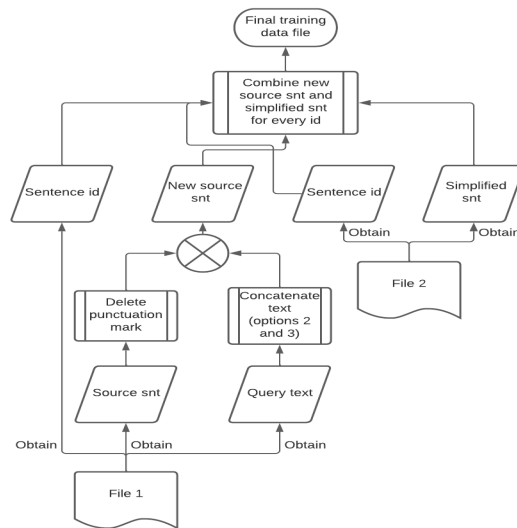 Final training
data file
Combine new
source snt and
simplified snt
for every id
Sentence id
New source
snt
Sentence id
Simplified
snt
Obtain
Obtain
File 2
Delete
punctuation
mark
Concatenate
text
(options 2
and 3)
Source snt
Query text
Obtain
Obtain
Obtain
File 1